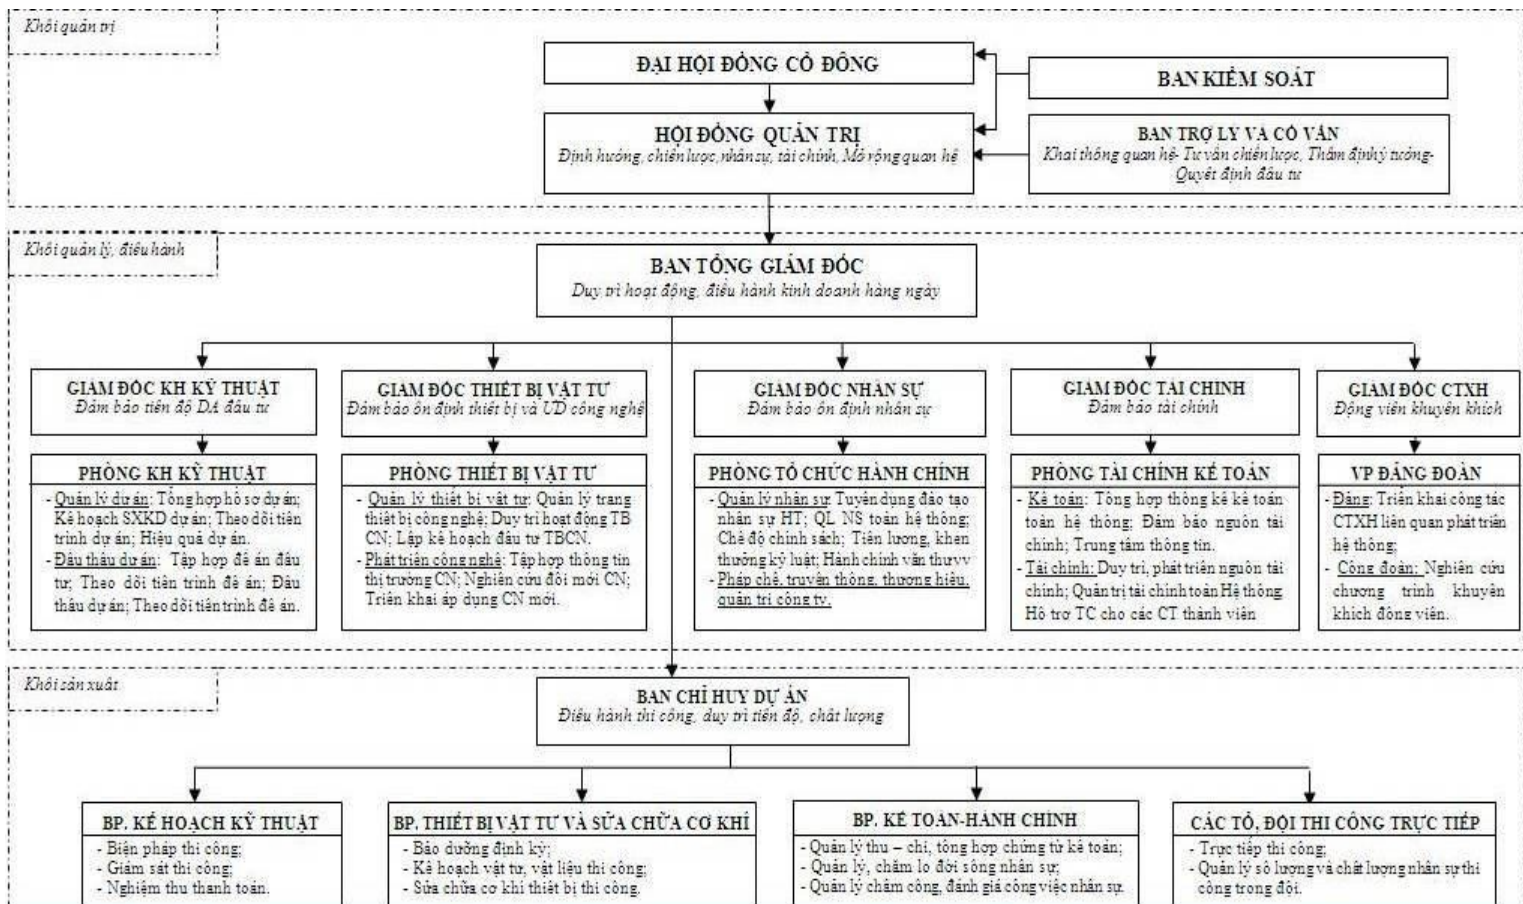 Khối quản trị
ĐẠI HỘI ĐỒNG CỔ ĐÔNG
BAN KIỂM SOÁT
HỘI ĐỒNG QUẢN TRỊ
Định hướng, chiến lược, nhân sự, tài chính, Mở rộng quan hệ
BAN TRỢ LÝ VÀ CỐ VẤN
Khai thông quan hệ- Tư vấn chiến lược, Thẩm định ý tưởng-
Quyết định đầu tư
Khối quản lý, điều hành
BAN TỔNG GIÁM ĐỐC
Duy trì hoạt động, điều hành kinh doanh hàng ngày
GIÁM ĐỐC KH KỸ THUẬT
Đảm bảo tiến độ DA đầu tư
GIÁM ĐỐC THIẾT BỊ VẬT TƯ
Đảm bảo ổn định thiết bị và UD công nghệ
GIÁM ĐỐC NHÂN SỰ
Đảm bảo ổn định nhân sự
GIÁM ĐỐC TÀI CHÍNH
Đảm bảo tài chính
GIÁM ĐỐC CTXH
Động viên khuyến khích
PHÒNG KH KỸ THUẬT
- Quản lý dự án: Tổng hợp hồ sơ dự án;
Kế hoạch SXKD dự án; Theo dõi tiến
trình dự án; Hiệu quả dự án.
- Đấu thầu dự án: Tập hợp đề án đầu
tư; Theo dõi tiến trình đề án; Đấu
thầu dự án; Theo dõi tiến trình đề án.
PHÒNG THIẾT BỊ VẬT TƯ
- Quản lý thiết bị vật tư: Quản lý trang
thiết bị công nghệ; Duy trì hoạt động TB
CN; Lập kế hoạch đầu tư TBCN.
- Phát triển công nghệ: Tập hợp thông tin
thị trường CN; Nghiên cứu đổi mới CN;
Triển khai áp dụng CN mới.
PHÒNG TỔ CHỨC HÀNH CHÍNH
- Quản lý nhân sự: Tuyển dụng đào tạo
nhân sự HT; QL NS toàn hệ thống;
Chế độ chính sách; Tiền lương, khen
thưởng kỷ luật; Hành chính văn thư vv
- Pháp chế, truyền thông, thương hiệu,
quản trị công ty.
PHÒNG TÀI CHÍNH KẾ TOÁN
- Kế toán: Tổng hợp thống kê kế toán
toàn hệ thống; Đảm bảo nguồn tài
chính; Trung tâm thông tin.
- Tài chính: Duy trì, phát triển nguồn tài
chính; Quản trị tài chính toàn Hệ thống
Hỗ trợ TC cho các CT thành viên
VP ĐẢNG ĐOÀN
- Đảng: Triển khai công tác
CTXH liên quan phát triển
hệ thống;
- Công đoàn: Nghiên cứu
chương trình khuyến
khích động viên.
Khối sản xuất
BAN CHỈ HUY DỰ ÁN
Điều hành thi công, duy trì tiến độ, chất lượng
BP. KẾ HOẠCH KỸ THUẬT
- Biện pháp thi công;
- Giám sát thi công;
- Nghiệm thu thanh toán.
BP. THIẾT BỊ VẬT TƯ VÀ SỬA CHỮA CƠ KHÍ
- Bảo dưỡng định kỳ;
- Kế hoạch vật tư, vật liệu thi công;
- Sửa chữa cơ khí thiết bị thi công.
BP. KẾ TOÁN-HÀNH CHÍNH
- Quản lý thu – chi, tổng hợp chứng từ kế toán;
- Quản lý, chăm lo đời sống nhân sự;
- Quản lý chấm công, đánh giá công việc nhân sự.
CÁC TỔ, ĐỘI THI CÔNG TRỰC TIẾP
- Trực tiếp thi công;
- Quản lý số lượng và chất lượng nhân sự thi
công trong đội.